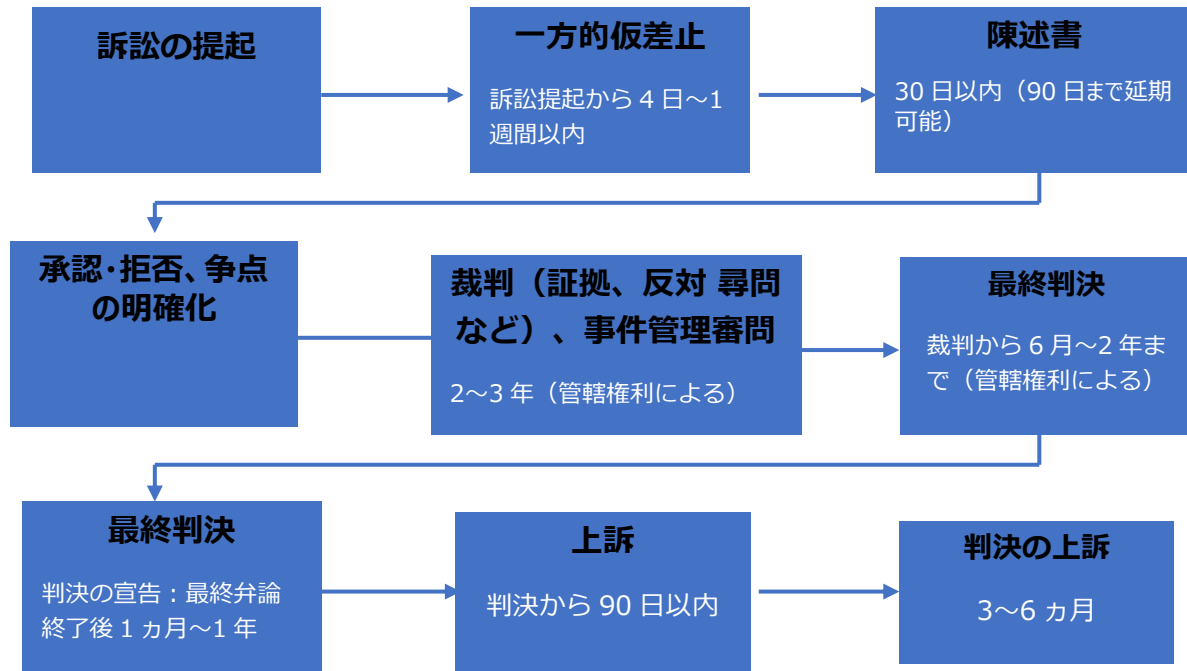 訴訟の提起
一方的仮差止
訴訟提起から 4 日～1
週間以内
陳述書
30 日以内（90 日まで延期
可能）
承認・拒否、争点
の明確化
裁判（証拠、反対 尋問
など）、事件管理審問
2～3 年（管轄権利による）
最終判決
裁判から 6 月～2 年ま
で（管轄権利による）
最終判決
判決の宣告：最終弁論
終了後 1 ヵ月～1 年
上訴
判決から 90 日以内
判決の上訴
3～6 ヵ月